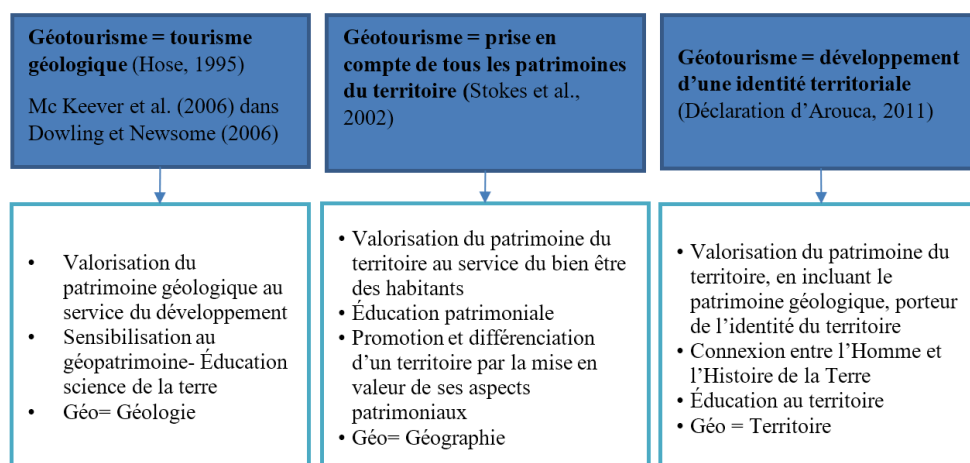 Géotourisme = tourisme
géologique (Hose, 1995)
Mc Keever et al. (2006) dans
Dowling et Newsome (2006)
Géotourisme = prise en
compte de tous les patrimoines
du territoire (Stokes et al.,
2002)
Géotourisme = développement
d’une identité territoriale
(Déclaration d’Arouca, 2011)
• Valorisation du
patrimoine géologique au
service du développement
• Sensibilisation au
géopatrimoine- Éducation
science de la terre
• Géo= Géologie
• Valorisation du patrimoine du
territoire au service du bien être
des habitants
• Éducation patrimoniale
• Promotion et différenciation
d’un territoire par la mise en
valeur de ses aspects
patrimoniaux
• Géo= Géographie
• Valorisation du patrimoine du
territoire, en incluant le
patrimoine géologique, porteur
de l’identité du territoire
• Connexion entre l’Homme et
l’Histoire de la Terre
• Éducation au territoire
• Géo = Territoire